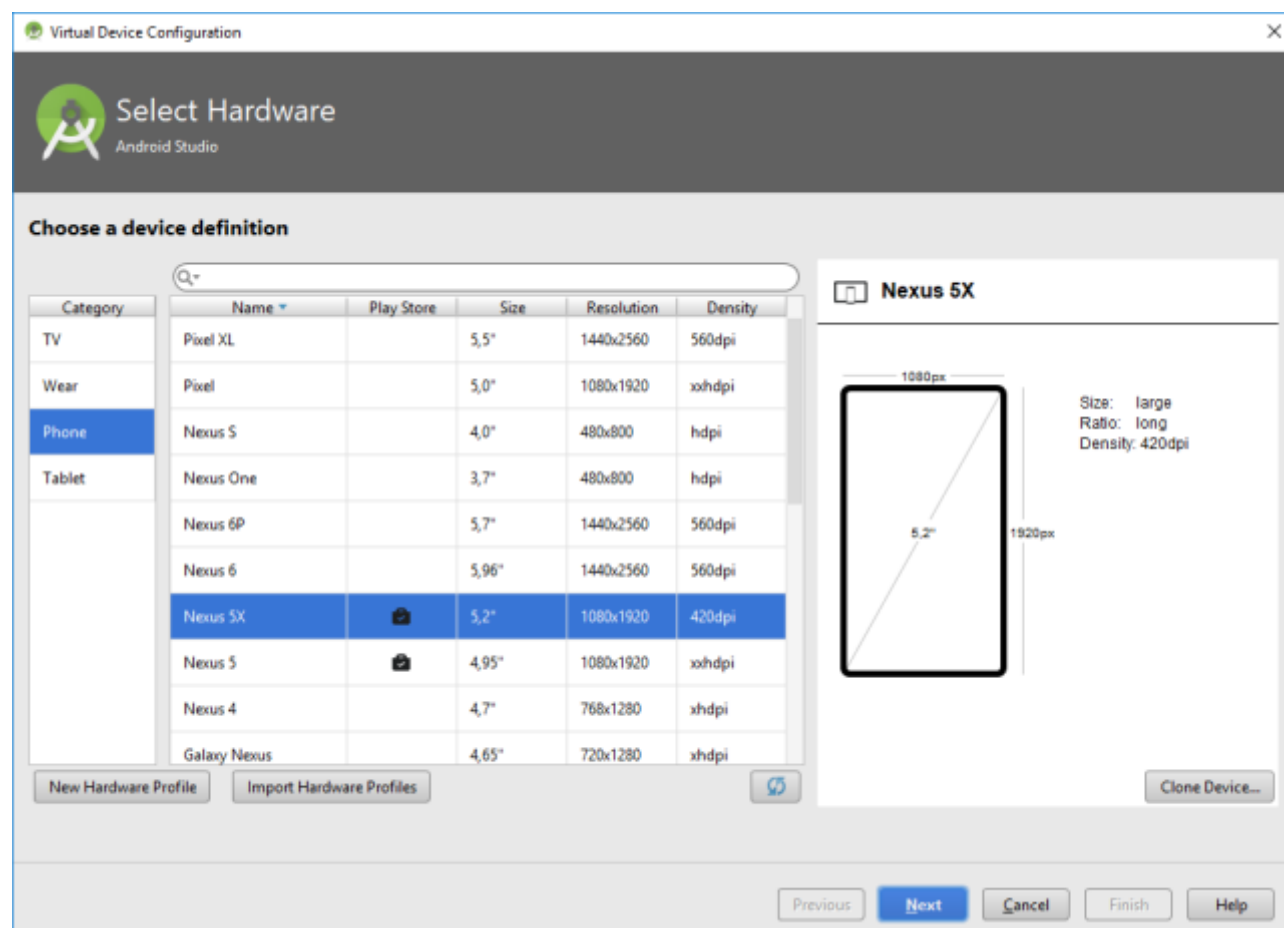 Virtual Device Configuration
Select Hardware
Android Studio
Choose a device definition
Category
TV
Wear
Phone
Tablet
Name Play Store Size Resolution Density
Pixel XL 5,5" 1440x2560 560dpi
Pixel 5,0" 1080x1920 xxhdpi
Nexus S 4,0" 480x800 hdpi
Nexus One 3,7" 480x800 hdpi
Nexus 6P 5,7" 1440x2560 560dpi
Nexus 6 5,96" 1440x2560 560dpi
Nexus 5X 5,2" 1080x1920 420dpi
Nexus 5 4,95" 1080x1920 xxhdpi
Nexus 4 4,7" 768x1280 xhdpi
Galaxy Nexus 4,65" 720x1280 xhdpi
New Hardware Profile Import Hardware Profiles
Nexus 5X
1080px
5,2"
1920px
Size: large
Ratio: long
Density: 420dpi
Clone Device...
Previous Next Cancel Finish Help